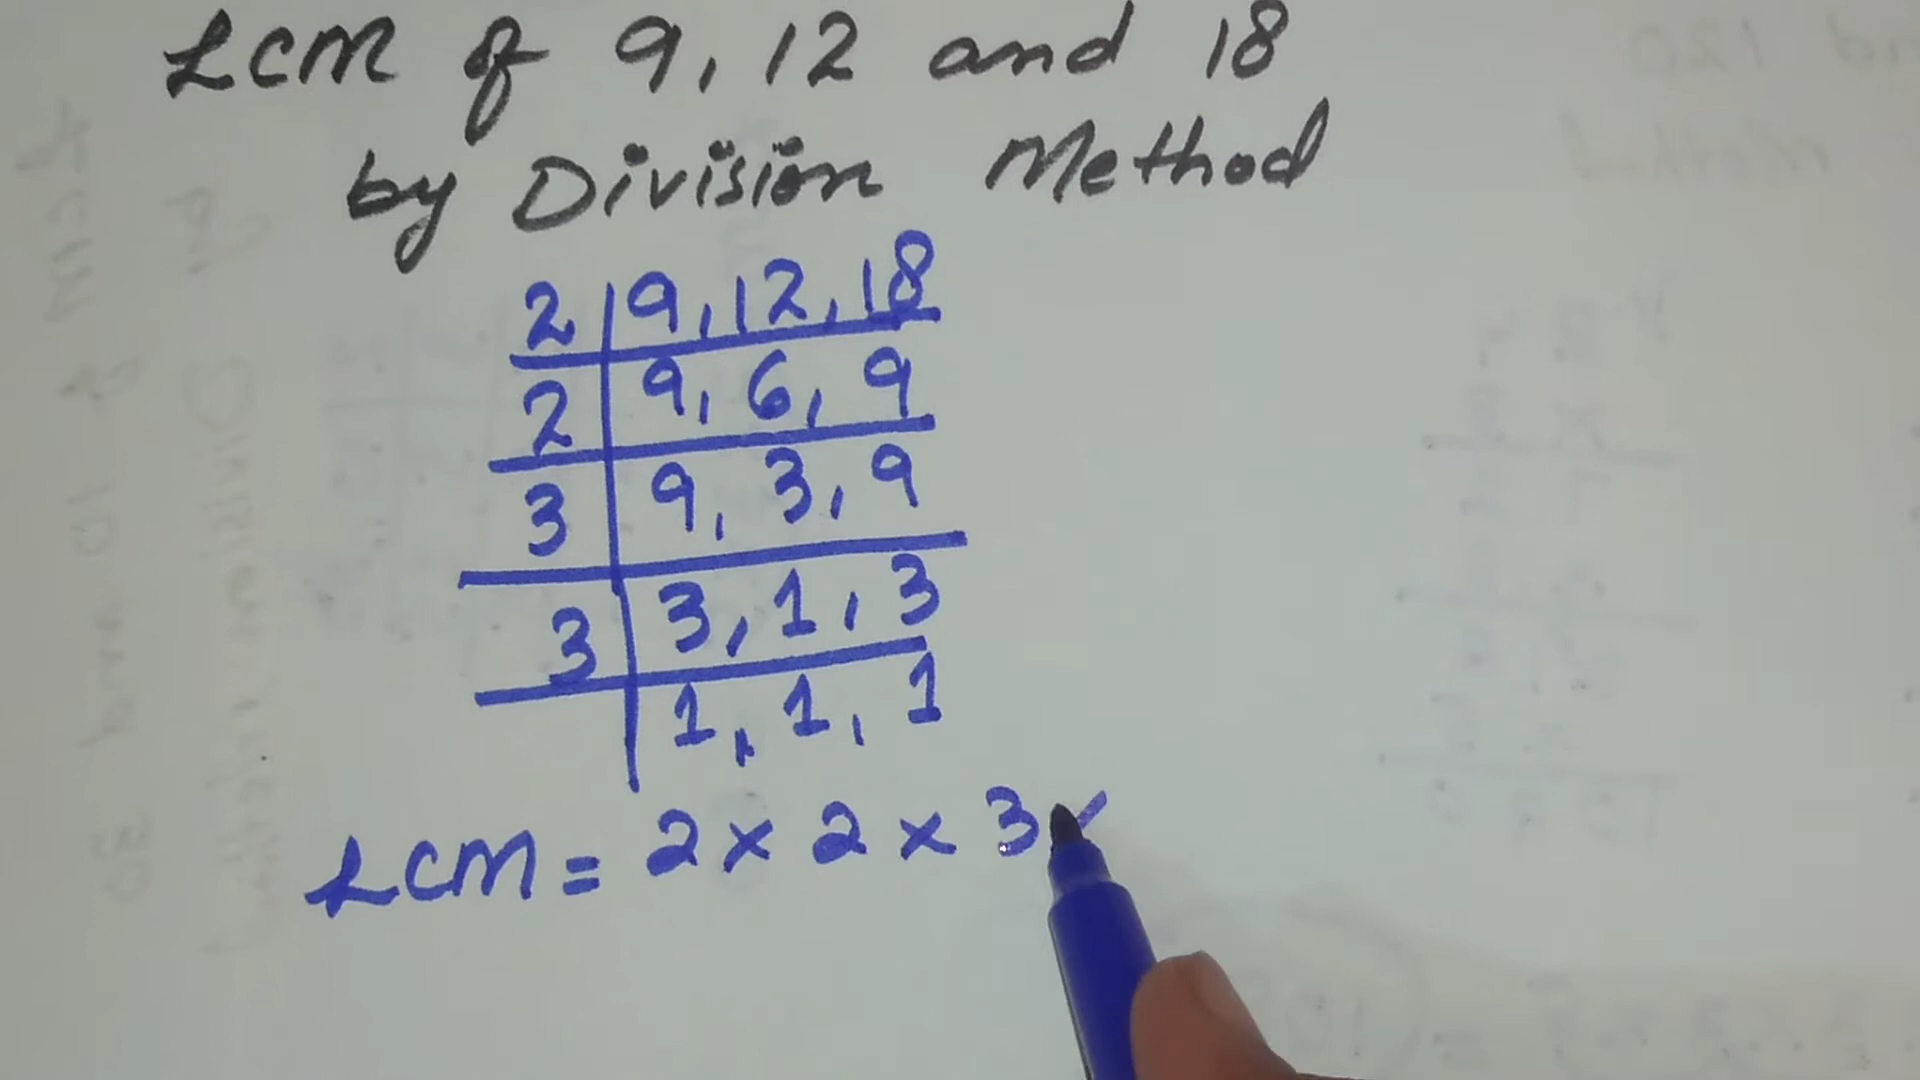 LCM of 9, 12 and 18
by Division Method
2 | 9, 12, 18
2 | 9, 6, 9
3 | 9, 3, 9
3 | 3, 1, 3
1, 1, 1
LCM = 2 × 2 × 3 ×